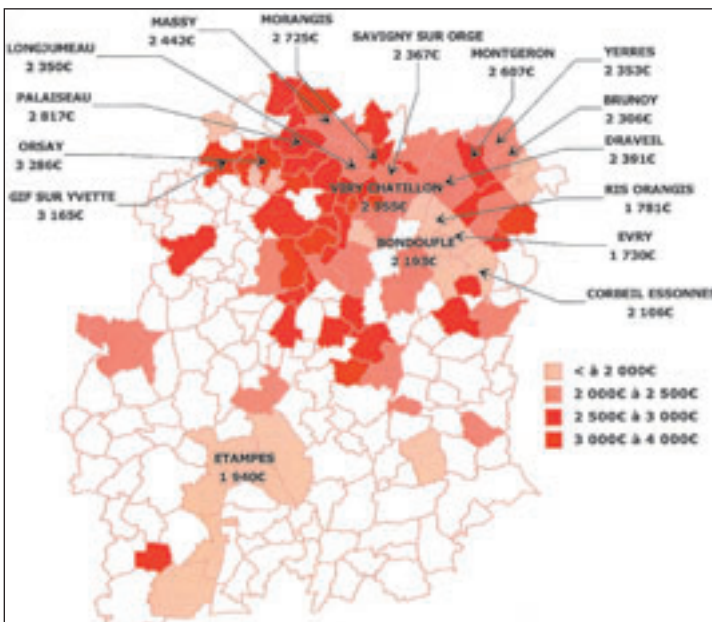 MASSY
2 442€
MORANGIS
2 725€
SAVIGNY SUR ORGE
2 367€
MONTGERON
2 607€
YERRES
2 353€
LONGJUMEAU
2 350€
PALAISEAU
2 817€
BRUNOY
2 306€
ORSAY
3 286€
DRAVEIL
2 391€
GIF SUR YVETTE
3 165€
VIRY CHATILLON
2 355€
RIS ORANGIS
1 781€
BONDOUFLE
2 193€
EVRY
1 730€
CORBEIL ESSONNES
2 106€
< à 2 000€
2 000€ à 2 500€
2 500€ à 3 000€
3 000€ à 4 000€
ETAMPES
1 940€